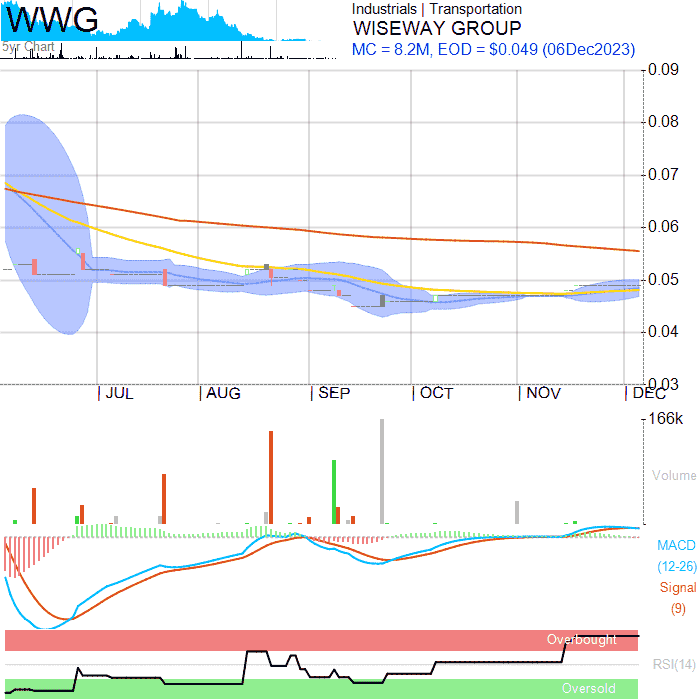 WWG
5yr Chart
Industrials | Transportation
WISEWAY GROUP
MC = 8.2M, EOD = $0.049 (06Dec2023)
0.09
0.08
0.07
0.06
0.05
0.04
0.03
JUL AUG SEP OCT NOV DEC
166k
Volume
MACD
(12-26)
Signal
(9)
Overbought
RSI(14)
Oversold